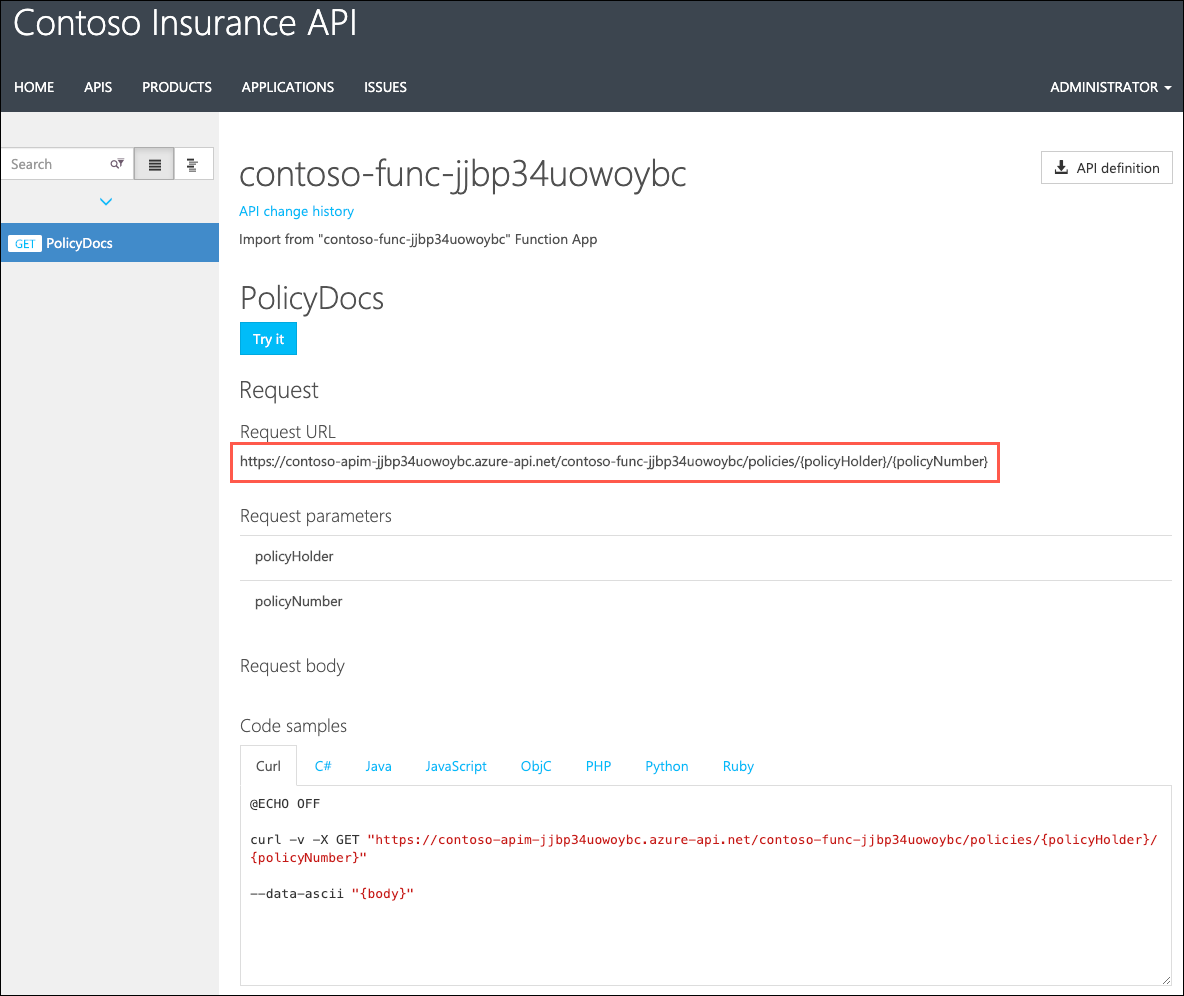 Contoso Insurance API
HOME APIS PRODUCTS APPLICATIONS ISSUES ADMINISTRATOR
Search
GET PolicyDocs
contoso-func-jjbp34uowoybc
API definition
API change history
Import from "contoso-func-jjbp34uowoybc" Function App
PolicyDocs
Try it
Request
Request URL
https://contoso-apim-jjbp34uowoybc.azure-api.net/contoso-func-jjbp34uowoybc/policies/{policyHolder}/{policyNumber}
Request parameters
policyHolder
policyNumber
Request body
Code samples
Curl C# Java JavaScript ObjC PHP Python Ruby
@ECHO OFF
curl -v -X GET "https://contoso-apim-jjbp34uowoybc.azure-api.net/contoso-func-jjbp34uowoybc/policies/{policyHolder}/
{policyNumber}"
--data-ascii "{body}"